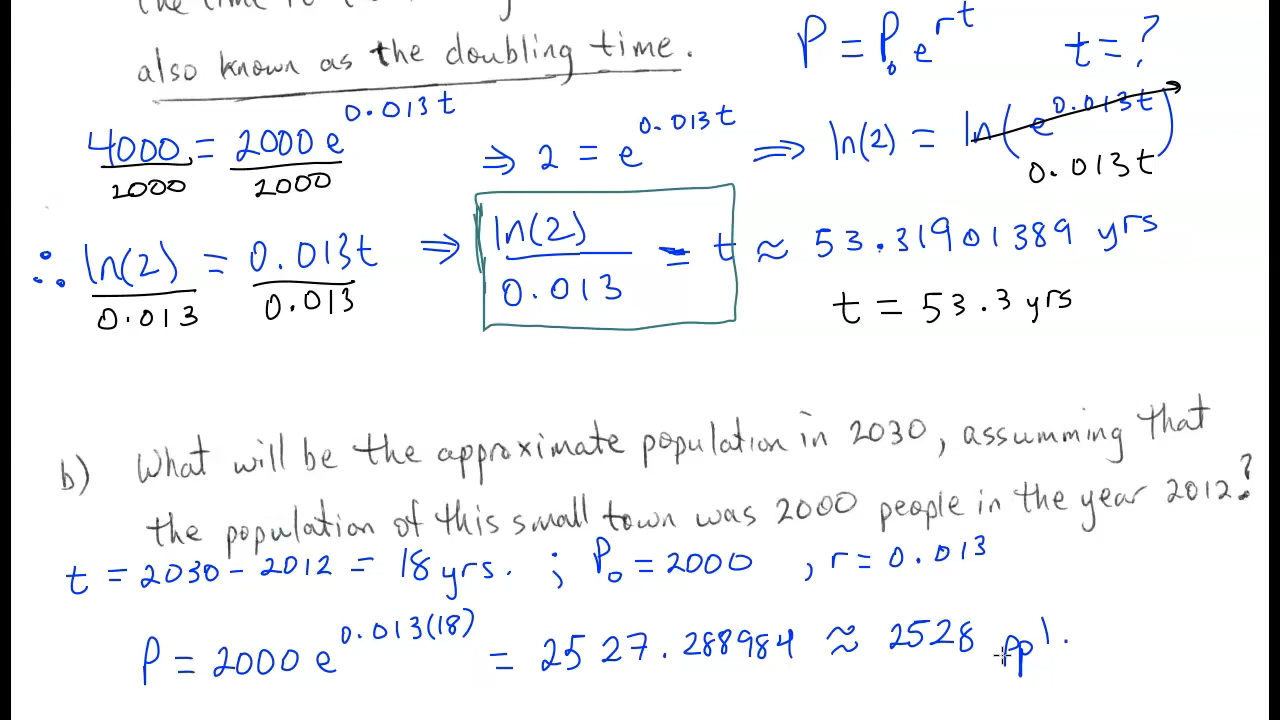 the time
also known as the doubling time.
P = P₀e^{rt} t = ?
4000/2000 = 2000e^{0.013t}/2000 ⇒ 2 = e^{0.013t} ⇒ ln(2) = ln(e^{0.013t}) 0.013t
∴ ln(2)/0.013 = 0.013t/0.013 ⇒ ln(2)/0.013 = t ≈ 53.31901389 yrs
t = 53.3 yrs
b) What will be the approximate population in 2030, assumming that
the population of this small town was 2000 people in the year 2012?
t = 2030 - 2012 = 18 yrs. ; P₀ = 2000 , r = 0.013
P = 2000e^{0.013(18)} = 2527.288984 ≈ 2528 ppl.